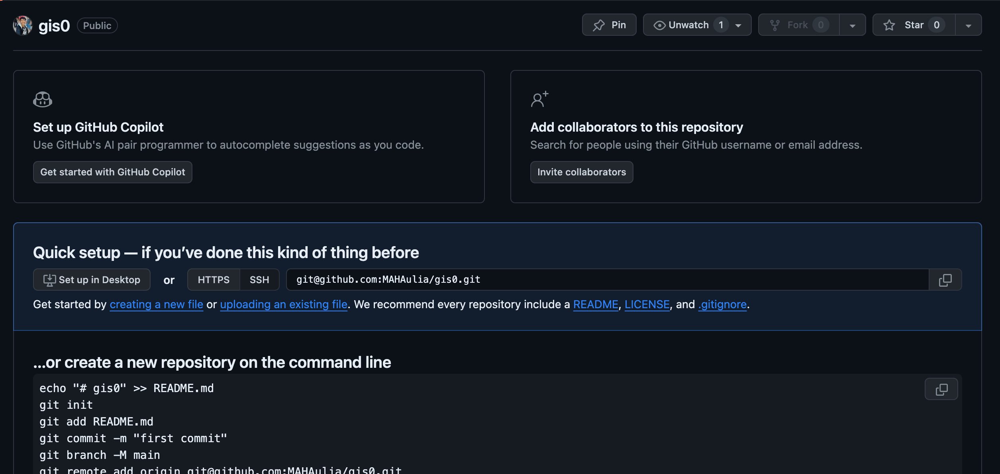 gis0 Public
Pin Unwatch 1 Fork 0 Star 0
Set up GitHub Copilot
Use GitHub's AI pair programmer to autocomplete suggestions as you code.
Get started with GitHub Copilot
Add collaborators to this repository
Search for people using their GitHub username or email address.
Invite collaborators
Quick setup — if you’ve done this kind of thing before
Set up in Desktop or HTTPS SSH git@github.com:MAHAulia/gis0.git
Get started by creating a new file or uploading an existing file. We recommend every repository include a README, LICENSE, and .gitignore.
...or create a new repository on the command line
echo "# gis0" >> README.md
git init
git add README.md
git commit -m "first commit"
git branch -M main
git remote add origin git@github.com:MAHAulia/gis0.git